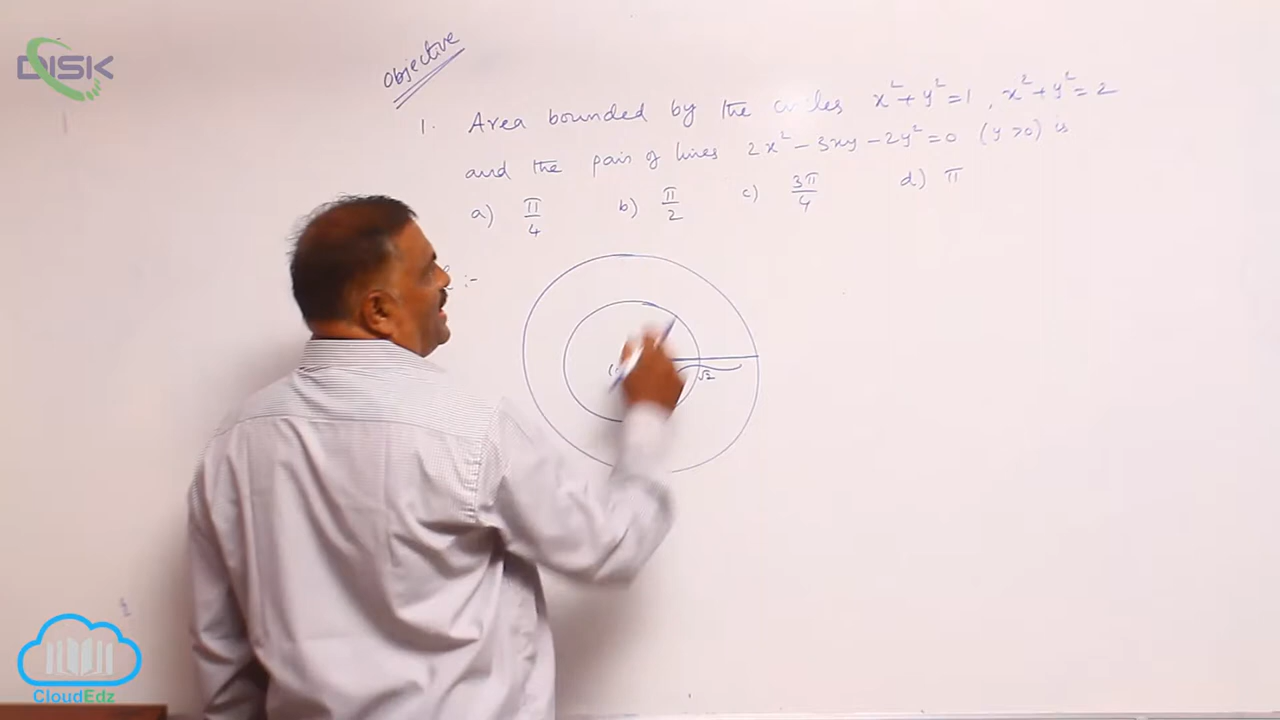 DISK
Objective
1. Area bounded by the circles x² + y² = 1, x² + y² = 2
and the pair of lines 2x² - 3xy - 2y² = 0 (y > 0) is
a) π/4 b) π/2 c) 3π/4 d) π
:-
√2
CloudEdz